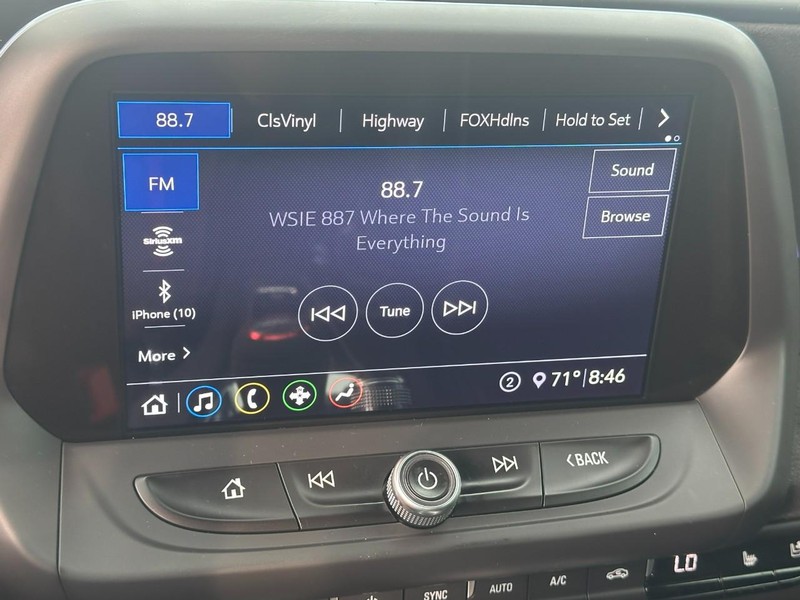 88.7 ClsVinyl Highway FOXHdlns Hold to Set
FM
Sound
88.7
WSIE 887 Where The Sound Is
Everything
Browse
SiriusXM
iPhone (10)
Tune
More
2 71° 8:46
BACK
LO
SYNC AUTO A/C